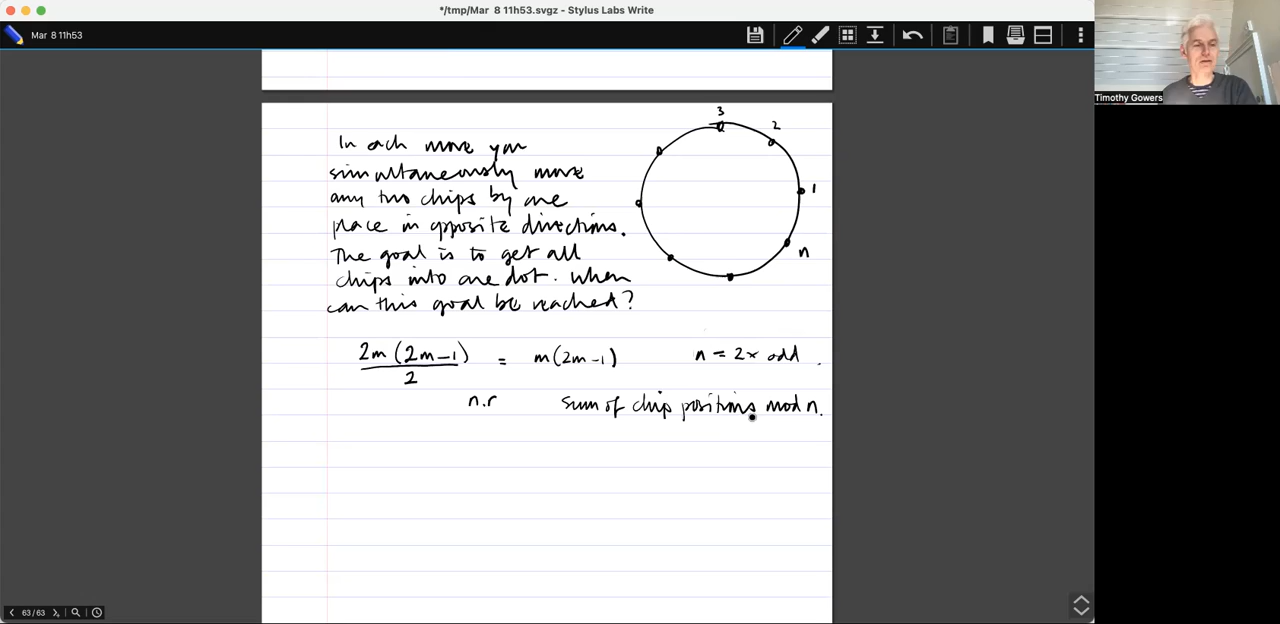 */tmp/Mar 8 11h53.svgz - Stylus Labs Write
Mar 8 11h53
Timothy Gowers
In each move you
simultaneously move
any two chips by one
place in opposite directions.
The goal is to get all
chips into one dot. When
can this goal be reached?
3
2
1
n
2m(2m-1)/2 = m(2m-1) n = 2x odd .
n.r sum of chip positions mod n.
63/63